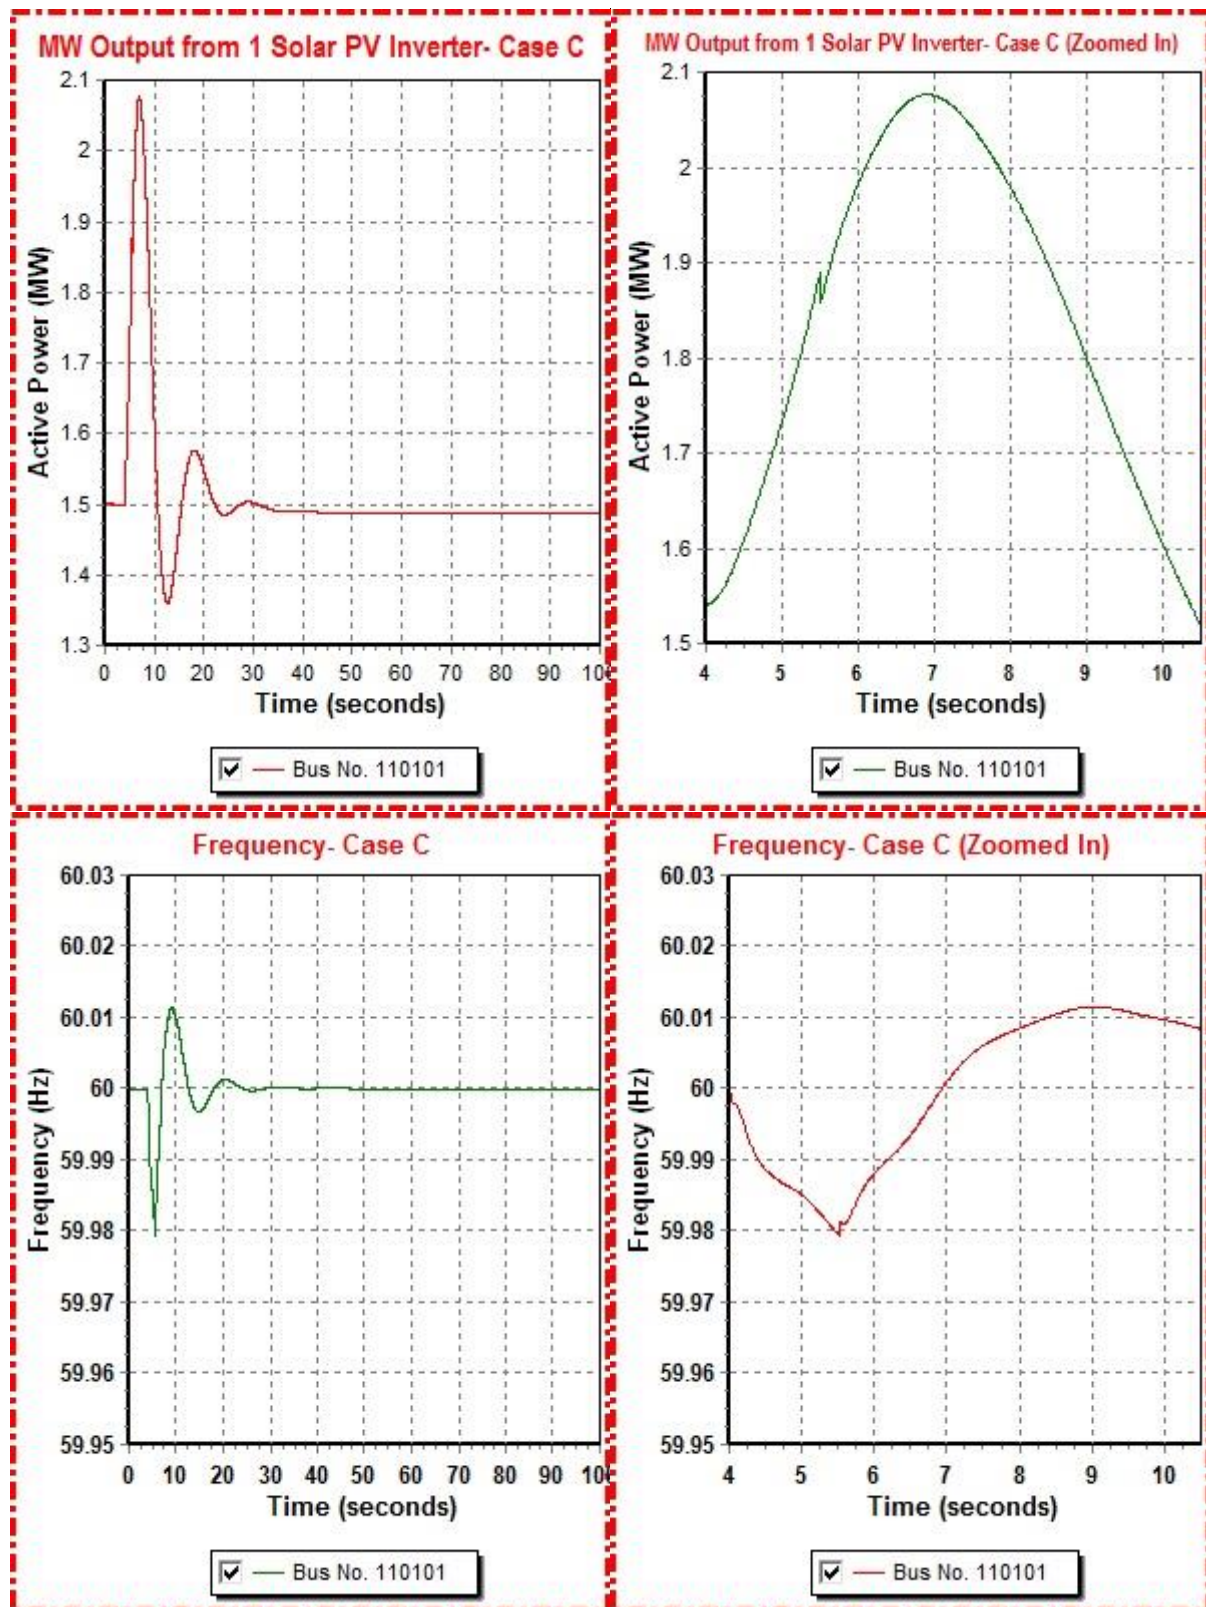 MW Output from 1 Solar PV Inverter- Case C
2.1
2
1.9
1.8
1.7
1.6
1.5
1.4
1.3
Active Power (MW)
0 10 20 30 40 50 60 70 80 90 100
Time (seconds)
Bus No. 110101
MW Output from 1 Solar PV Inverter- Case C (Zoomed In)
2.1
2
1.9
1.8
1.7
1.6
1.5
Active Power (MW)
4 5 6 7 8 9 10
Time (seconds)
Bus No. 110101
Frequency- Case C
60.03
60.02
60.01
60
59.99
59.98
59.97
59.96
59.95
Frequency (Hz)
0 10 20 30 40 50 60 70 80 90 100
Time (seconds)
Bus No. 110101
Frequency- Case C (Zoomed In)
60.03
60.02
60.01
60
59.99
59.98
59.97
59.96
59.95
Frequency (Hz)
4 5 6 7 8 9 10
Time (seconds)
Bus No. 110101